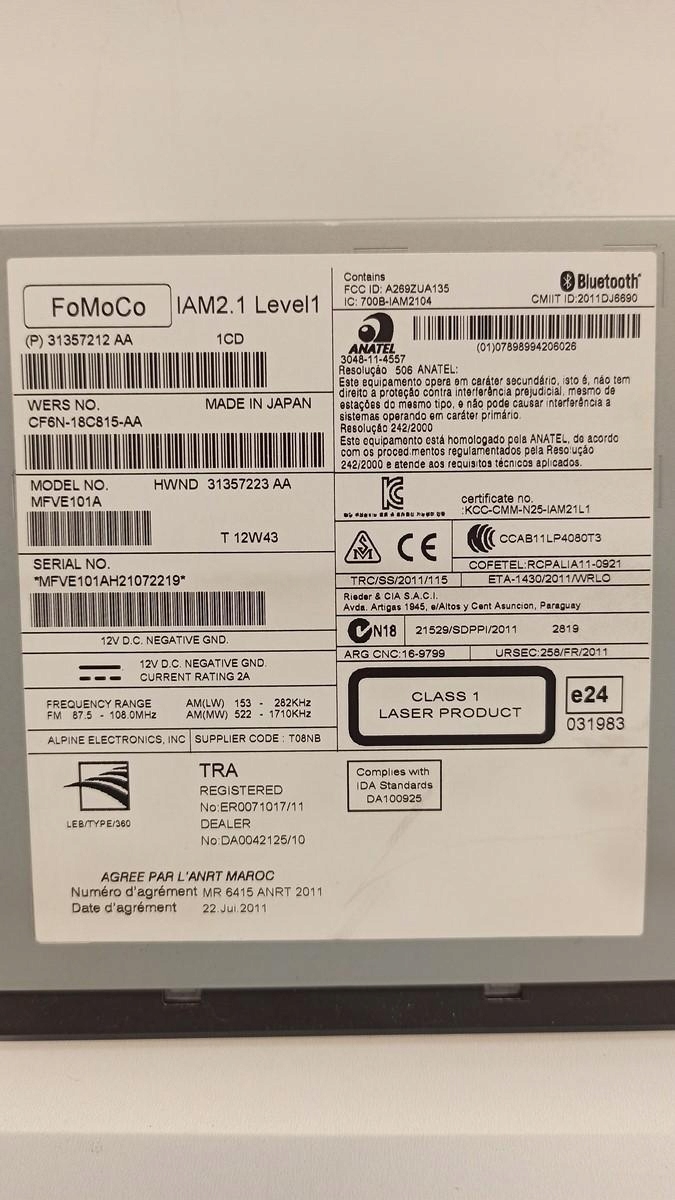 FoMoCo IAM2.1 Level1
(P) 31357212 AA 1CD
WERS NO. MADE IN JAPAN
CF6N-18C815-AA
MODEL NO. HWND 31357223 AA
MFVE101A
T 12W43
SERIAL NO.
*MFVE101AH21072219*
12V D.C. NEGATIVE GND.
12V D.C. NEGATIVE GND.
CURRENT RATING 2A
FREQUENCY RANGE AM(LW) 153 - 282KHz
FM 87.5 - 108.0MHz AM(MW) 522 - 1710KHz
ALPINE ELECTRONICS, INC SUPPLIER CODE : T08NB
Contains
FCC ID: A269ZUA135
IC: 700B-IAM2104
Bluetooth®
CMIIT ID:2011DJ6690
ANATEL
(01)07898994206026
3048-11-4557
Resolução 506 ANATEL:
Este equipamento opera em caráter secundário, isto é, não tem
direito a proteção contra interferência prejudicial, mesmo de
estações do mesmo tipo, e não pode causar interferência a
sistemas operando em caráter primário.
Resolução 242/2000
Este equipamento está homologado pela ANATEL, de acordo
com os procedimentos regulamentados pela Resolução
242/2000 e atende aos requisitos técnicos aplicados.
certificate no.
:KCC-CMM-N25-IAM21L1
CE
CCAB11LP4080T3
COFETEL:RCPALIA11-0921
TRC/SS/2011/115 ETA-1430/2011/WRLO
Rieder & CIA S.A.C.I.
Avda. Artigas 1945, e/Altos y Cent Asuncion, Paraguay
N18 21529/SDPPI/2011 2819
ARG CNC:16-9799 URSEC:258/FR/2011
CLASS 1
LASER PRODUCT
e24
031983
LEB/TYPE/360
TRA
REGISTERED
No:ER0071017/11
DEALER
No:DA0042125/10
Complies with
IDA Standards
DA100925
AGREE PAR L'ANRT MAROC
Numéro d'agrément MR 6415 ANRT 2011
Date d'agrément 22.Jui.2011